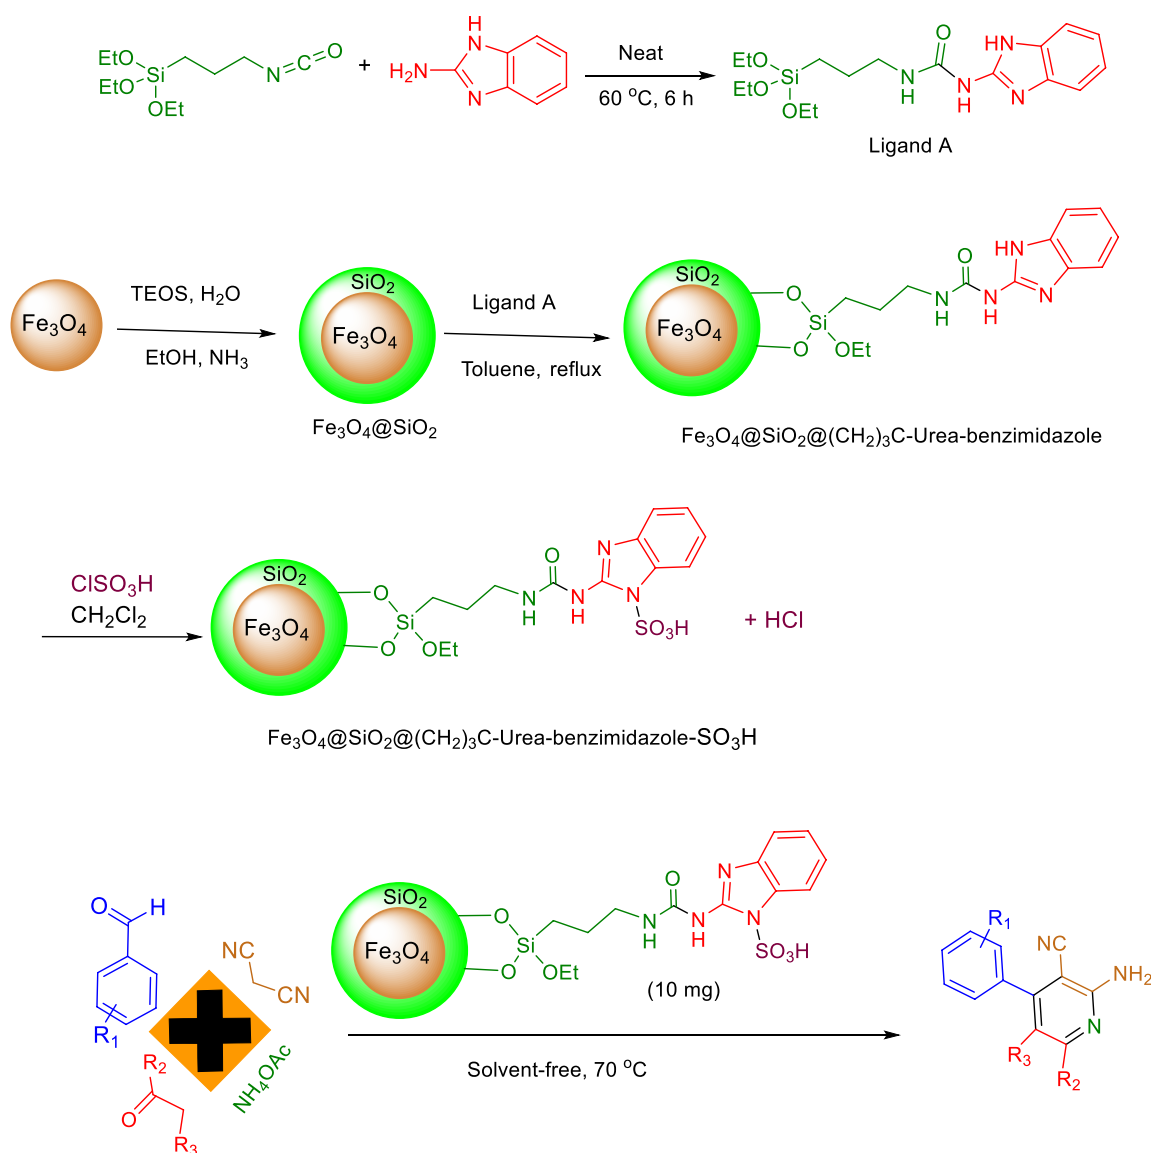 EtO
EtO
Si
OEt
N=C=O
+
H2N
H
N
N
Neat
60 °C, 6 h
EtO
EtO
Si
OEt
O
N
H
N
H
HN
N
Ligand A
Fe3O4
TEOS, H2O
EtOH, NH3
SiO2
Fe3O4
Fe3O4@SiO2
Ligand A
Toluene, reflux
SiO2
Fe3O4
O
O
Si
OEt
O
N
H
N
H
HN
N
Fe3O4@SiO2@(CH2)3C-Urea-benzimidazole
ClSO3H
CH2Cl2
SiO2
Fe3O4
O
O
Si
OEt
O
N
H
N
H
N
N
SO3H
+ HCl
Fe3O4@SiO2@(CH2)3C-Urea-benzimidazole-SO3H
O
H
R1
NC
CN
R2
O
R3
NH4OAc
SiO2
Fe3O4
O
O
Si
OEt
O
N
H
N
H
N
N
SO3H
(10 mg)
Solvent-free, 70 °C
R1
NC
NH2
N
R3
R2